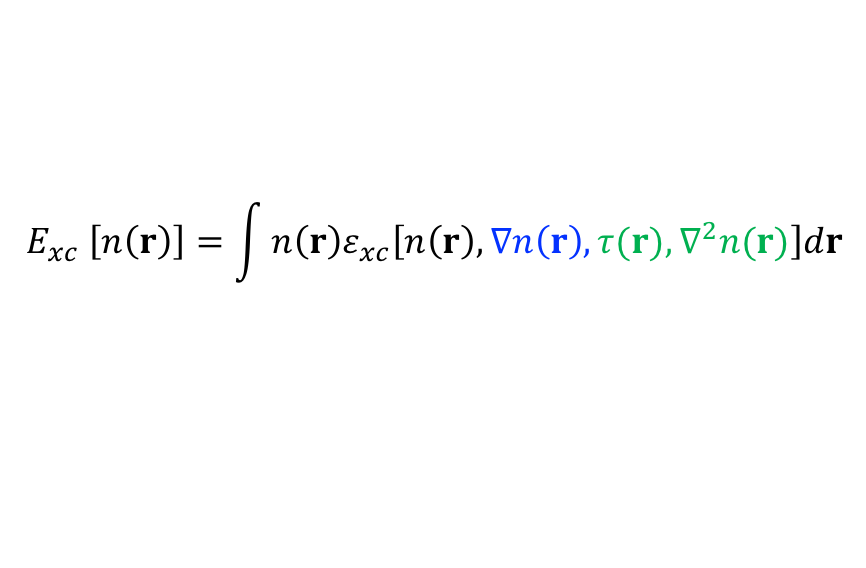 E_{xc} [n(𝐫)] = ∫ n(𝐫)ε_{xc}[n(𝐫), ∇n(𝐫), τ(𝐫), ∇²n(𝐫)]d𝐫